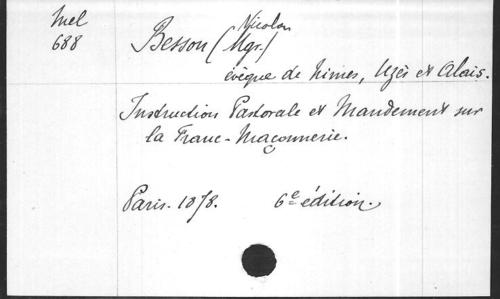 Mel
688
Nicolas
Besson (Mgr.)
évêque de Nimes, Uzès et Alais.
Instruction Pastorale et Mandement sur
la Franc-Maçonnerie.
Paris. 1878. 6e édition.